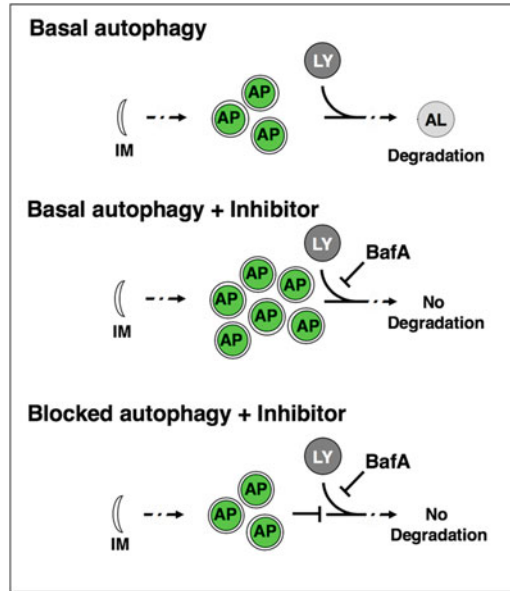 Basal autophagy
LY
AP
AP
AP
IM
AL
Degradation
Basal autophagy + Inhibitor
LY
BafA
AP
AP
AP
AP
AP
AP
IM
No
Degradation
Blocked autophagy + Inhibitor
LY
BafA
AP
AP
AP
IM
No
Degradation